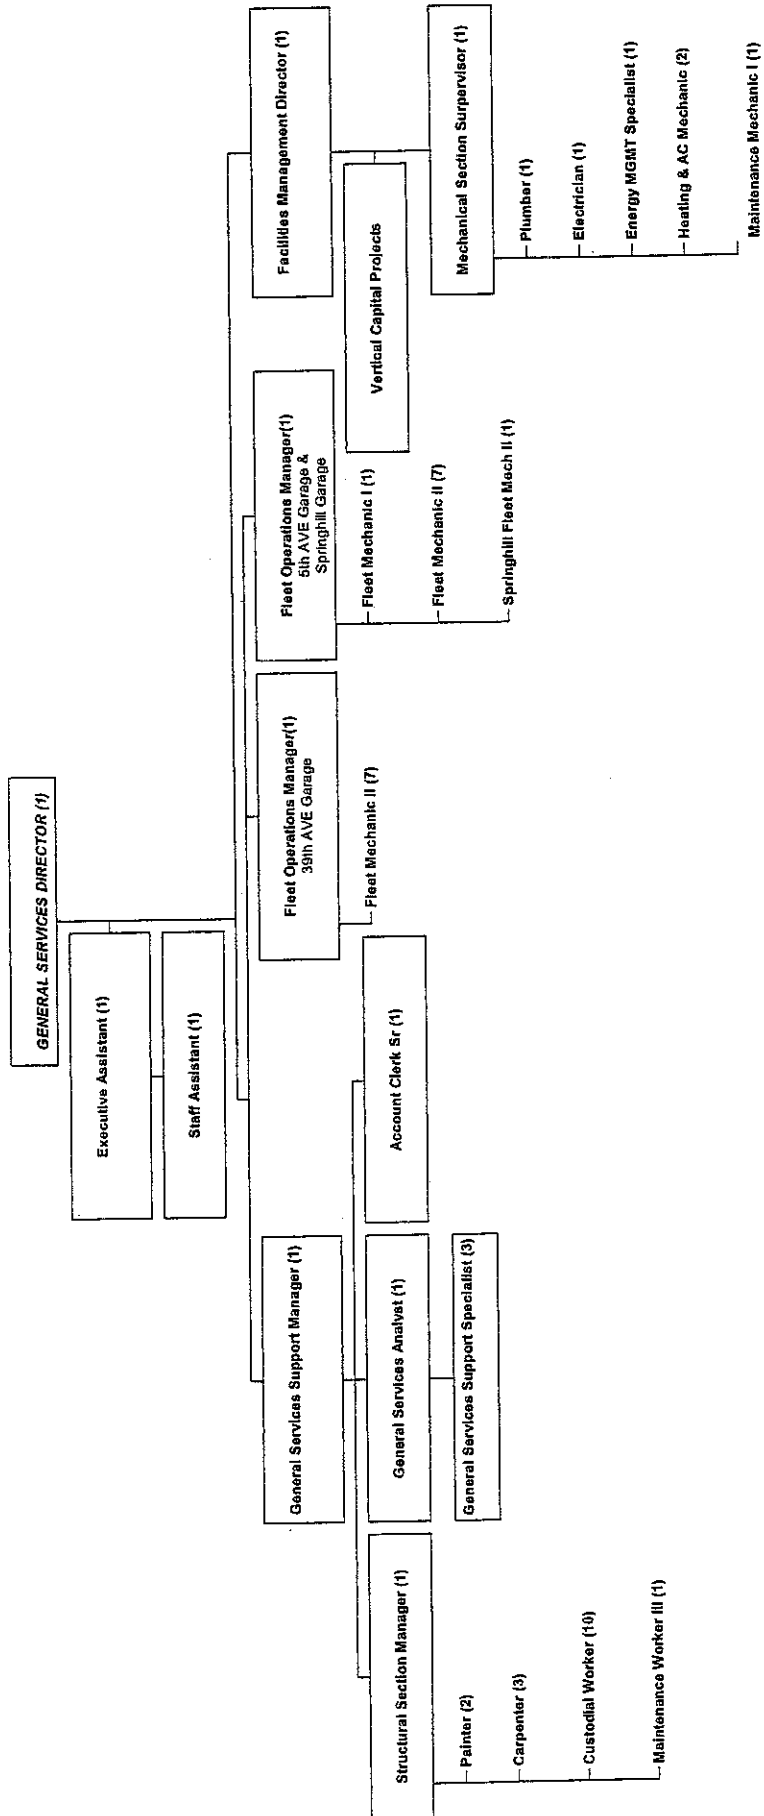 GENERAL SERVICES DIRECTOR (1)
Executive Assistant (1)
Staff Assistant (1)
General Services Support Manager (1)
Fleet Operations Manager(1)
39th AVE Garage
Fleet Operations Manager(1)
5th AVE Garage &
Springhill Garage
Facilities Management Director (1)
Structural Section Manager (1)
General Services Analyst (1)
Account Clerk Sr (1)
Fleet Mechanic II (7)
Fleet Mechanic I (1)
Fleet Mechanic II (7)
Springhill Fleet Mech II (1)
Vertical Capital Projects
Mechanical Section Surpervisor (1)
General Services Support Specialist (3)
Painter (2)
Carpenter (3)
Custodial Worker (10)
Maintenance Worker III (1)
Plumber (1)
Electrician (1)
Energy MGMT Specialist (1)
Heating & AC Mechanic (2)
Maintenance Mechanic I (1)